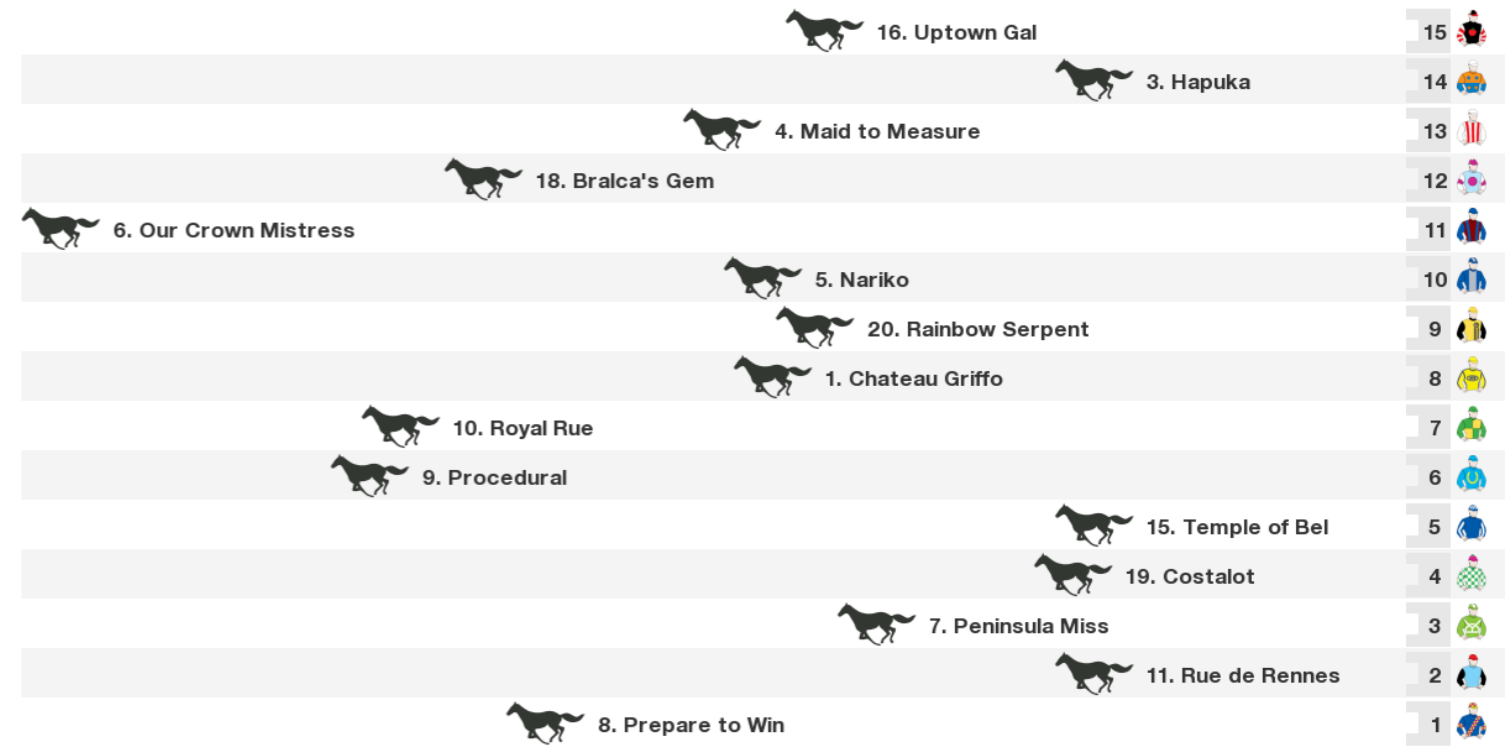 16. Uptown Gal 15
3. Hapuka 14
4. Maid to Measure 13
18. Bralca's Gem 12
6. Our Crown Mistress 11
5. Nariko 10
20. Rainbow Serpent 9
1. Chateau Griffo 8
10. Royal Rue 7
9. Procedural 6
15. Temple of Bel 5
19. Costalot 4
7. Peninsula Miss 3
11. Rue de Rennes 2
8. Prepare to Win 1